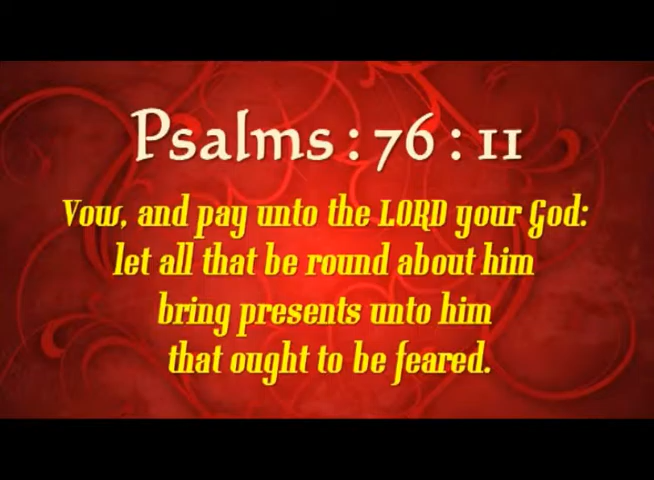 Psalms : 76 : 11
Vow, and pay unto the LORD your God:
let all that be round about him
bring presents unto him
that ought to be feared.